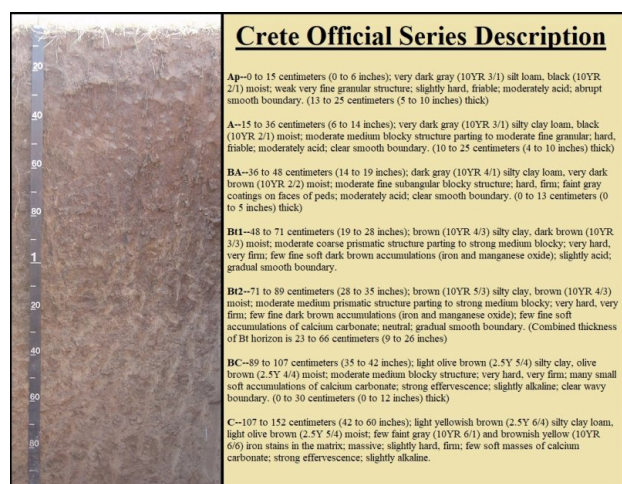 Crete Official Series Description
20
40
60
80
1
20
40
60
80
Ap--0 to 15 centimeters (0 to 6 inches); very dark gray (10YR 3/1) silt loam, black (10YR
2/1) moist; weak very fine granular structure; slightly hard, friable; moderately acid; abrupt
smooth boundary. (13 to 25 centimeters (5 to 10 inches) thick)
A--15 to 36 centimeters (6 to 14 inches); very dark gray (10YR 3/1) silty clay loam, black
(10YR 2/1) moist; moderate medium blocky structure parting to moderate fine granular; hard,
friable; moderately acid; clear smooth boundary. (10 to 25 centimeters (4 to 10 inches) thick)
BA--36 to 48 centimeters (14 to 19 inches); dark gray (10YR 4/1) silty clay loam, very dark
brown (10YR 2/2) moist; moderate fine subangular blocky structure; hard, firm; faint gray
coatings on faces of peds; moderately acid; clear smooth boundary. (0 to 13 centimeters (0
to 5 inches) thick)
Bt1--48 to 71 centimeters (19 to 28 inches); brown (10YR 4/3) silty clay, dark brown (10YR
3/3) moist; moderate coarse prismatic structure parting to strong medium blocky; very hard,
very firm; few fine soft dark brown accumulations (iron and manganese oxide); slightly acid;
gradual smooth boundary.
Bt2--71 to 89 centimeters (28 to 35 inches); brown (10YR 5/3) silty clay, brown (10YR 4/3)
moist; moderate medium prismatic structure parting to strong medium blocky; very hard, very
firm; few fine dark brown accumulations (iron and manganese oxide); few fine soft
accumulations of calcium carbonate; neutral; gradual smooth boundary. (Combined thickness
of Bt horizon is 23 to 66 centimeters (9 to 26 inches)
BC--89 to 107 centimeters (35 to 42 inches); light olive brown (2.5Y 5/4) silty clay, olive
brown (2.5Y 4/4) moist; moderate medium blocky structure; very hard, very firm; many small
soft accumulations of calcium carbonate; strong effervescence; slightly alkaline; clear wavy
boundary. (0 to 30 centimeters (0 to 12 inches) thick)
C--107 to 152 centimeters (42 to 60 inches); light yellowish brown (2.5Y 6/4) silty clay loam,
light olive brown (2.5Y 5/4) moist; few faint gray (10YR 6/1) and brownish yellow (10YR
6/6) iron stains in the matrix; massive; slightly hard, firm; few soft masses of calcium
carbonate; strong effervescence; slightly alkaline.